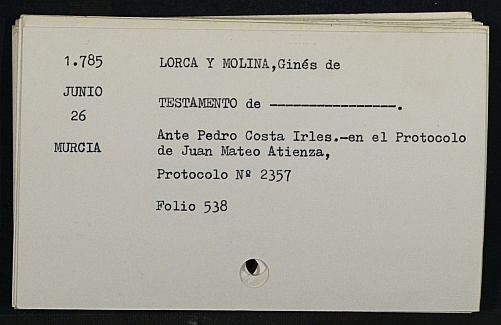 1.785 LORCA Y MOLINA,Ginés de
JUNIO
26
MURCIA
TESTAMENTO de ----------------.
Ante Pedro Costa Irles.-en el Protocolo
de Juan Mateo Atienza,
Protocolo Nº 2357
Folio 538